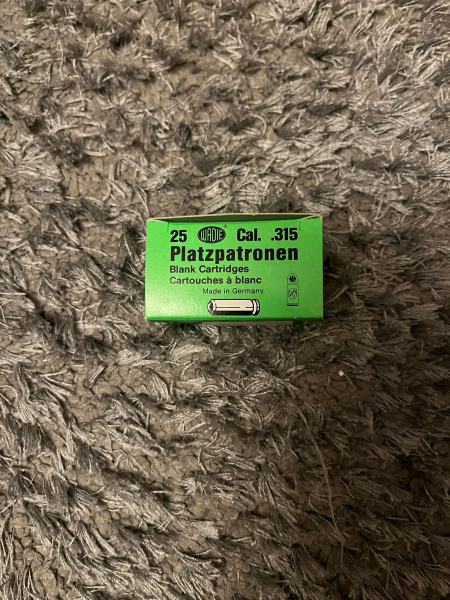 25 WADIE® Cal. .315
Platzpatronen
Blank Cartridges
Cartouches à blanc
Made in Germany